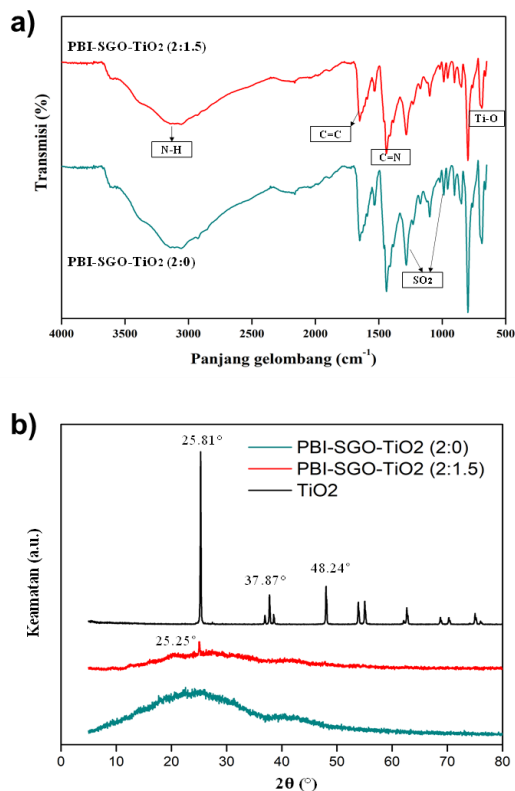 a)
PBI-SGO-TiO2 (2:1.5)
Transmisi (%)
N-H
C=C
C=N
Ti-O
PBI-SGO-TiO2 (2:0)
SO2
4000 3500 3000 2500 2000 1500 1000 500
Panjang gelombang (cm-1)
b)
25.81°
PBI-SGO-TiO2 (2:0)
PBI-SGO-TiO2 (2:1.5)
TiO2
Keamatan (a.u.)
37.87°
48.24°
25.25°
0 10 20 30 40 50 60 70 80
2θ (°)